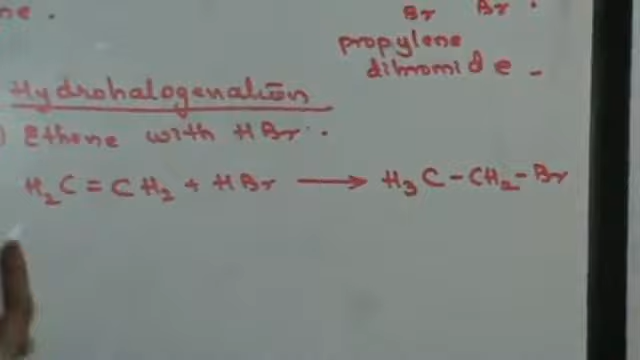 ne.
Br Br.
propylene
dibromide -
Hydrohalogenation
) Ethene with HBr.
H₂C = CH₂ + HBr ⟶ H₃C - CH₂ - Br